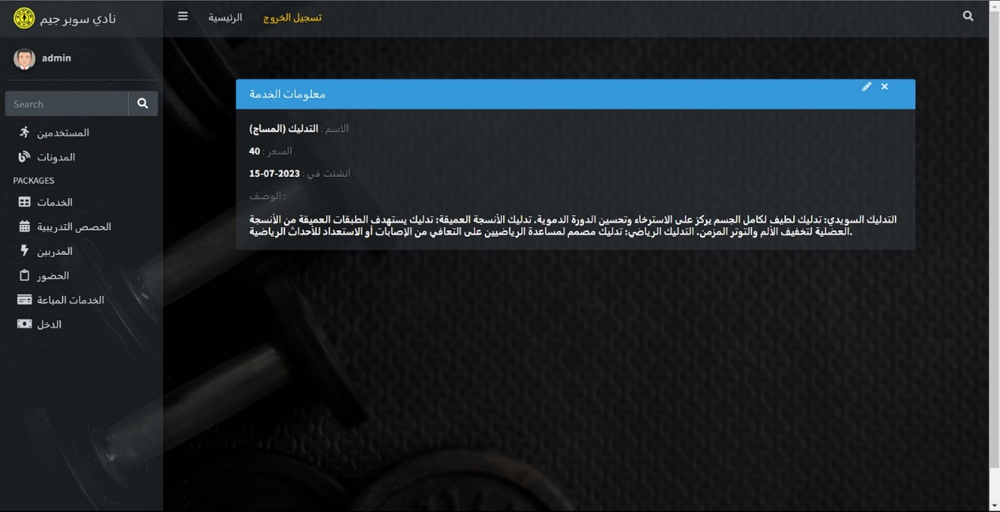 نادي سوبر جيم
الرئيسية
تسجيل الخروج
admin
Search
المستخدمين
المدونات
PACKAGES
الخدمات
الحصص التدريبية
المدربين
الحضور
الخدمات المباعة
الدخل
معلومات الخدمة
الاسم : التدليك (المساج)
السعر : 40
أنشئت في : 15-07-2023
الوصف :
التدليك السويدي: تدليك لطيف لكامل الجسم يركز على الاسترخاء وتحسين الدورة الدموية. تدليك الأنسجة العميقة: تدليك يستهدف الطبقات العميقة من الأنسجة
العضلية لتخفيف الألم والتوتر المزمن. التدليك الرياضي: تدليك مصمم لمساعدة الرياضيين على التعافي من الإصابات أو الاستعداد للأحداث الرياضية.